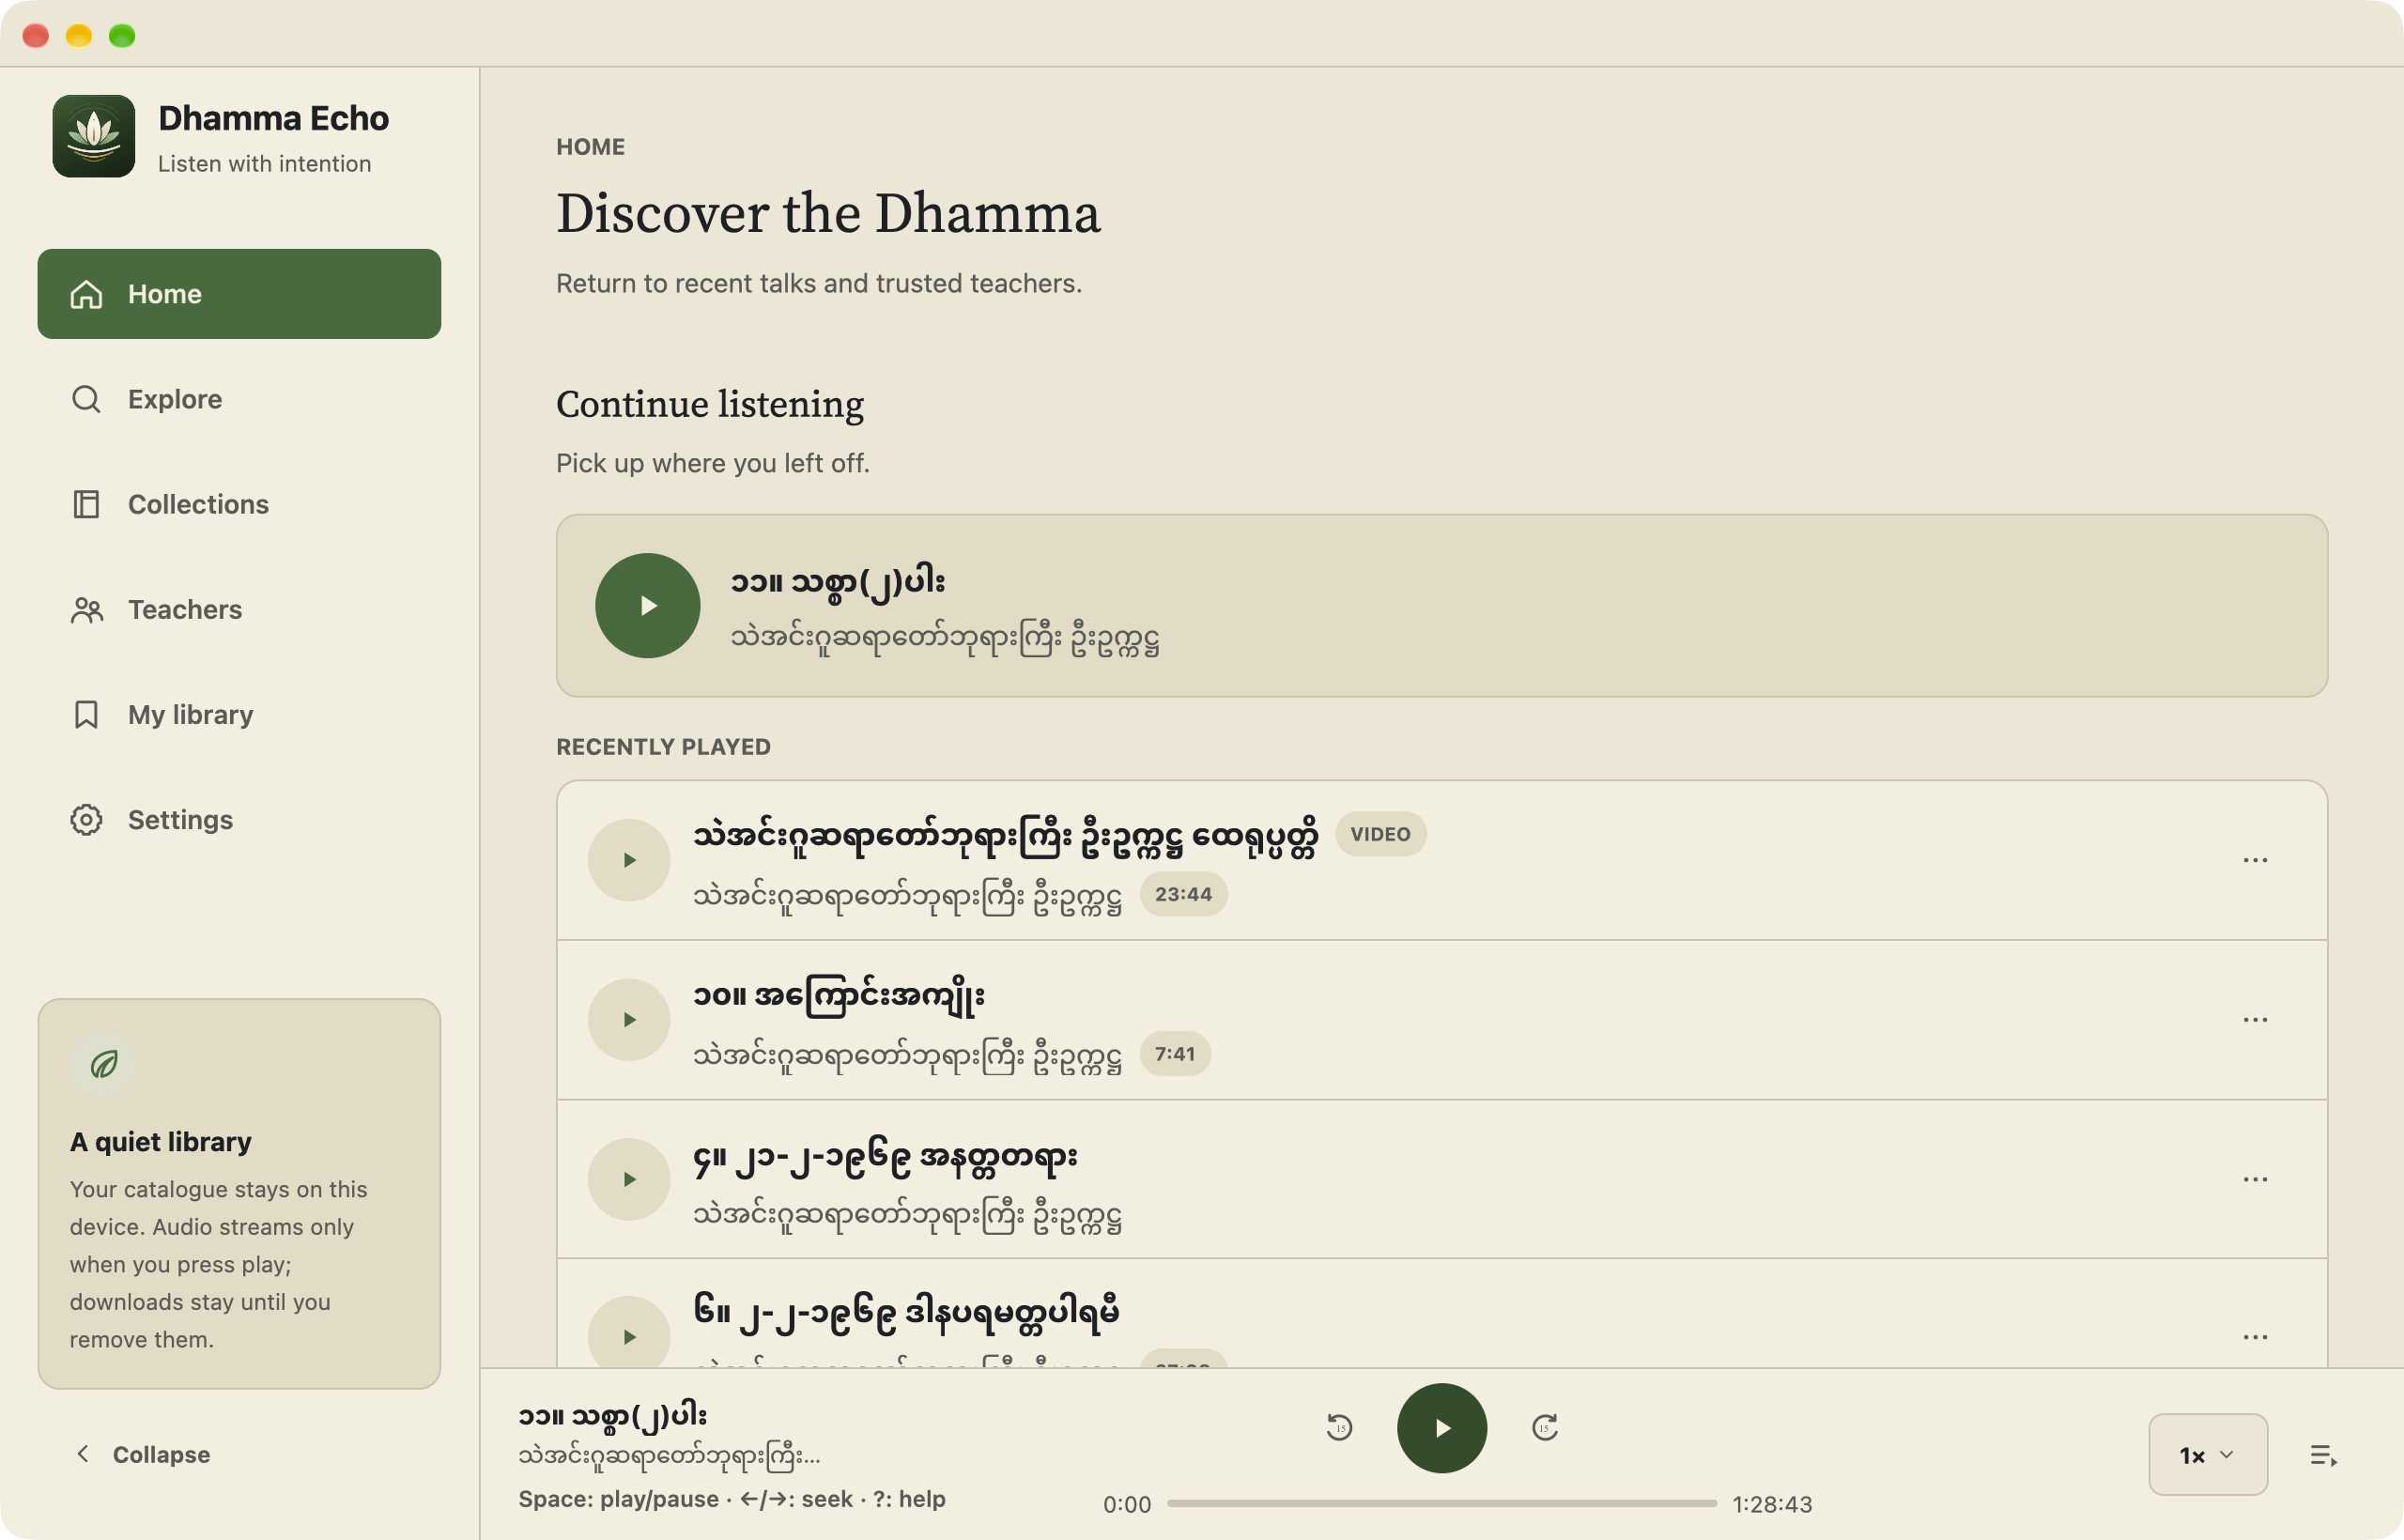 Dhamma Echo
Listen with intention
Home
Explore
Collections
Teachers
My library
Settings
A quiet library
Your catalogue stays on this
device. Audio streams only
when you press play;
downloads stay until you
remove them.
Collapse
HOME
Discover the Dhamma
Return to recent talks and trusted teachers.
Continue listening
Pick up where you left off.
၁၁။ သစ္စာ(၂)ပါး
သဲအင်းဂူဆရာတော်ဘုရားကြီး ဦးဥက္ကဋ္ဌ
RECENTLY PLAYED
သဲအင်းဂူဆရာတော်ဘုရားကြီး ဦးဥက္ကဋ္ဌ ထေရုပ္ပတ္တိ VIDEO
သဲအင်းဂူဆရာတော်ဘုရားကြီး ဦးဥက္ကဋ္ဌ 23:44
၁၀။ အကြောင်းအကျိုး
သဲအင်းဂူဆရာတော်ဘုရားကြီး ဦးဥက္ကဋ္ဌ 7:41
၄။ ၂၁-၂-၁၉၆၉ အနတ္တတရား
သဲအင်းဂူဆရာတော်ဘုရားကြီး ဦးဥက္ကဋ္ဌ
၆။ ၂-၂-၁၉၆၉ ဒါနပရမတ္တပါရမီ
၁၁။ သစ္စာ(၂)ပါး
သဲအင်းဂူဆရာတော်ဘုရားကြီး...
Space: play/pause · ←/→: seek · ?: help
15
15
0:00
1:28:43
1×